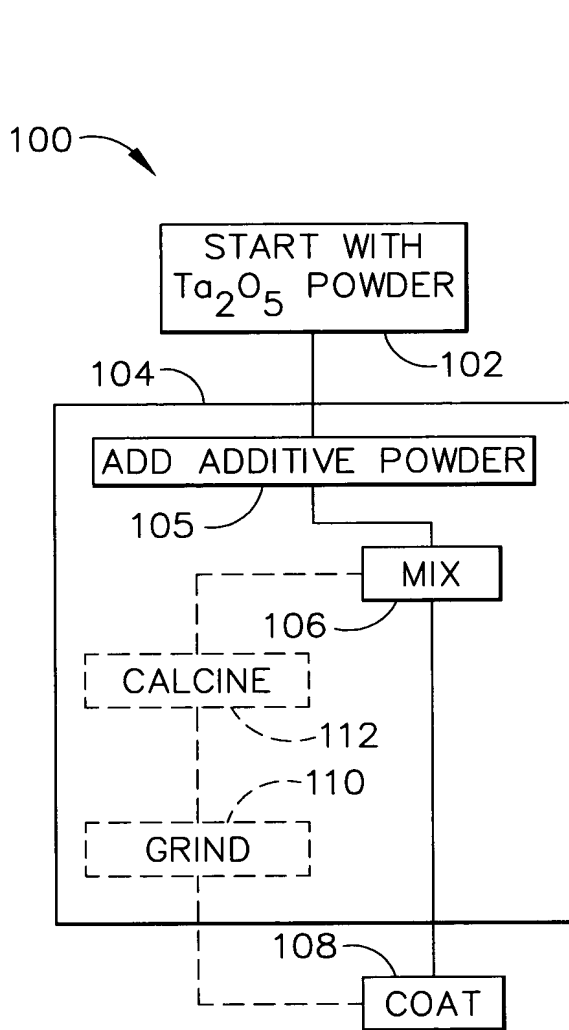 100
START WITH
Ta₂O₅ POWDER
102
104
ADD ADDITIVE POWDER
105
MIX
106
CALCINE
112
110
GRIND
108
COAT